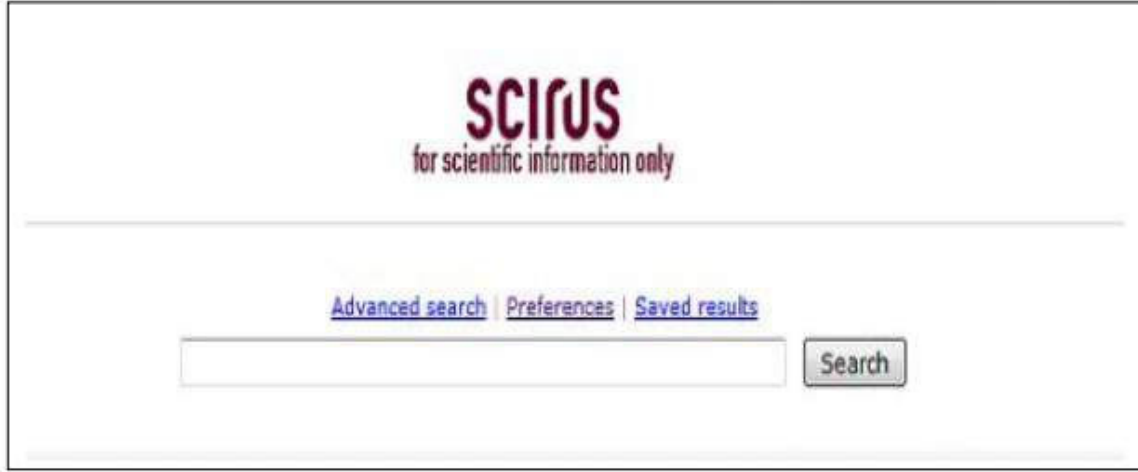 SCIRUS
for scientific information only
Advanced search | Preferences | Saved results
Search